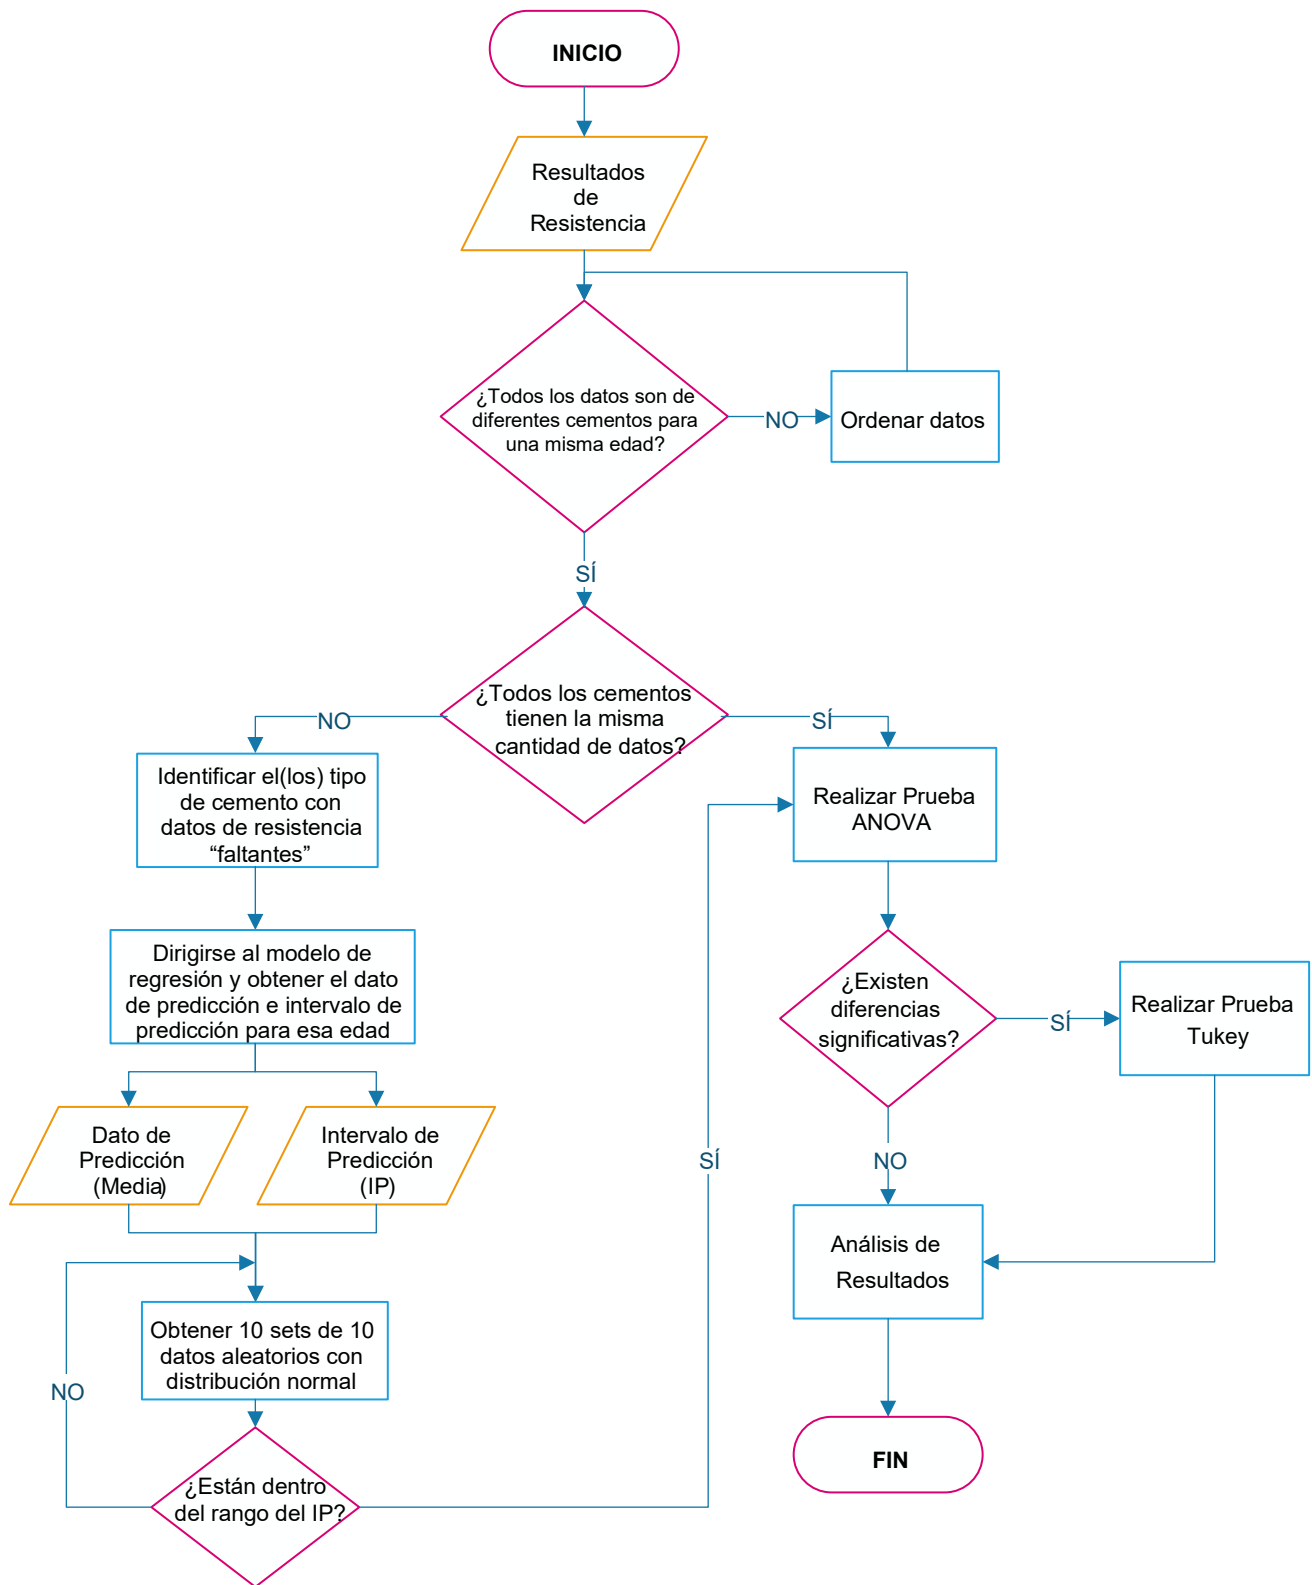 INICIO
Resultados
de
Resistencia
¿Todos los datos son de
diferentes cementos para
una misma edad?
NO
Ordenar datos
SÍ
¿Todos los cementos
tienen la misma
cantidad de datos?
NO
SÍ
Identificar el(los) tipo
de cemento con
datos de resistencia
“faltantes”
Realizar Prueba
ANOVA
Dirigirse al modelo de
regresión y obtener el dato
de predicción e intervalo de
predicción para esa edad
¿Existen
diferencias
significativas?
SÍ
Realizar Prueba
Tukey
Dato de
Predicción
(Media)
Intervalo de
Predicción
(IP)
SÍ
NO
Análisis de
Resultados
Obtener 10 sets de 10
datos aleatorios con
distribución normal
NO
¿Están dentro
del rango del IP?
FIN